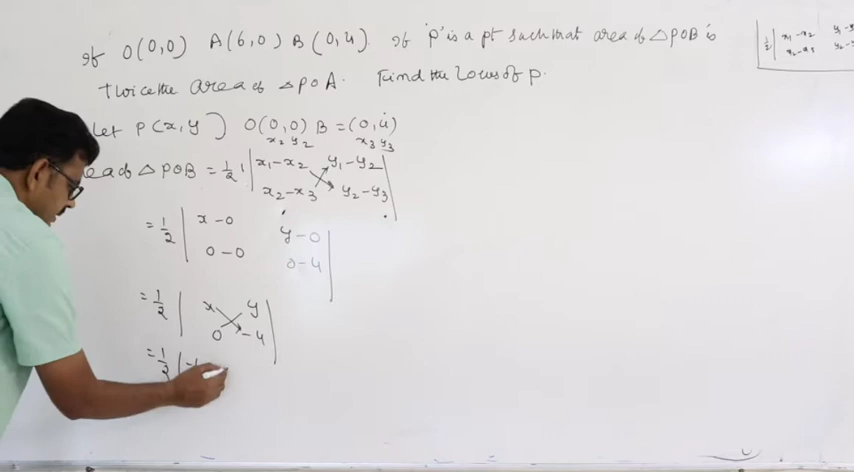 If O(0,0) A(6,0) B(0,4). If 'P' is a pt such that area of △POB is
twice the area of △POA. Find the locus of P.
Let P(x,y) O(0,0) B=(0,4)
x₂ y₂ x₃ y₃
ea of △POB = 1/2 | x₁-x₂ y₁-y₂ |
x₂-x₃ y₂-y₃
= 1/2 | x-0 y-0 |
0-0 0-4
= 1/2 | x y |
0 -4
= 1/2 |
1/2 | x₁-x₂
x₂-x₃